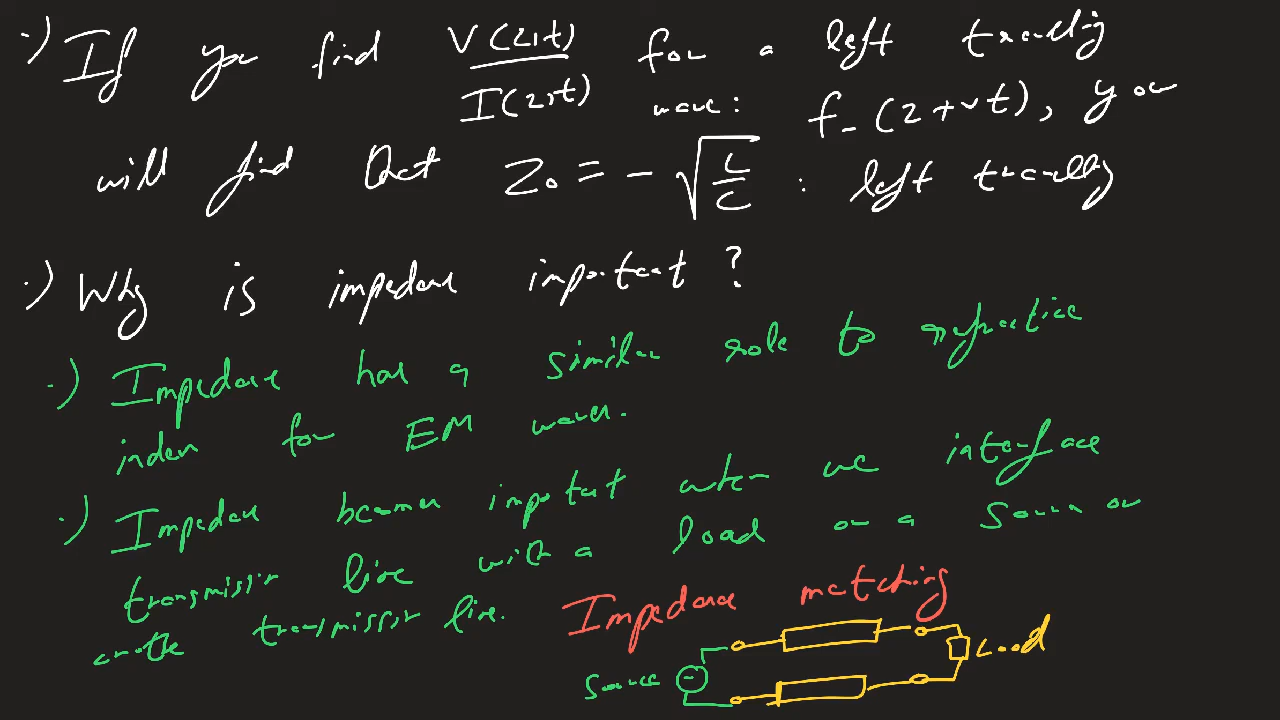 ·) If you find V(z,t)/I(z,t) for a left travelling
wave: f₋(z+vt), you
will find that Z₀ = -√(L/C) : left travelling
·) Why is impedance important?
·) Impedance has a similar role to refractive
index for EM waves.
·) Impedance becomes important when we interface
transmission line with a load or a source or
another transmission line.
Impedance matching
Source
Load